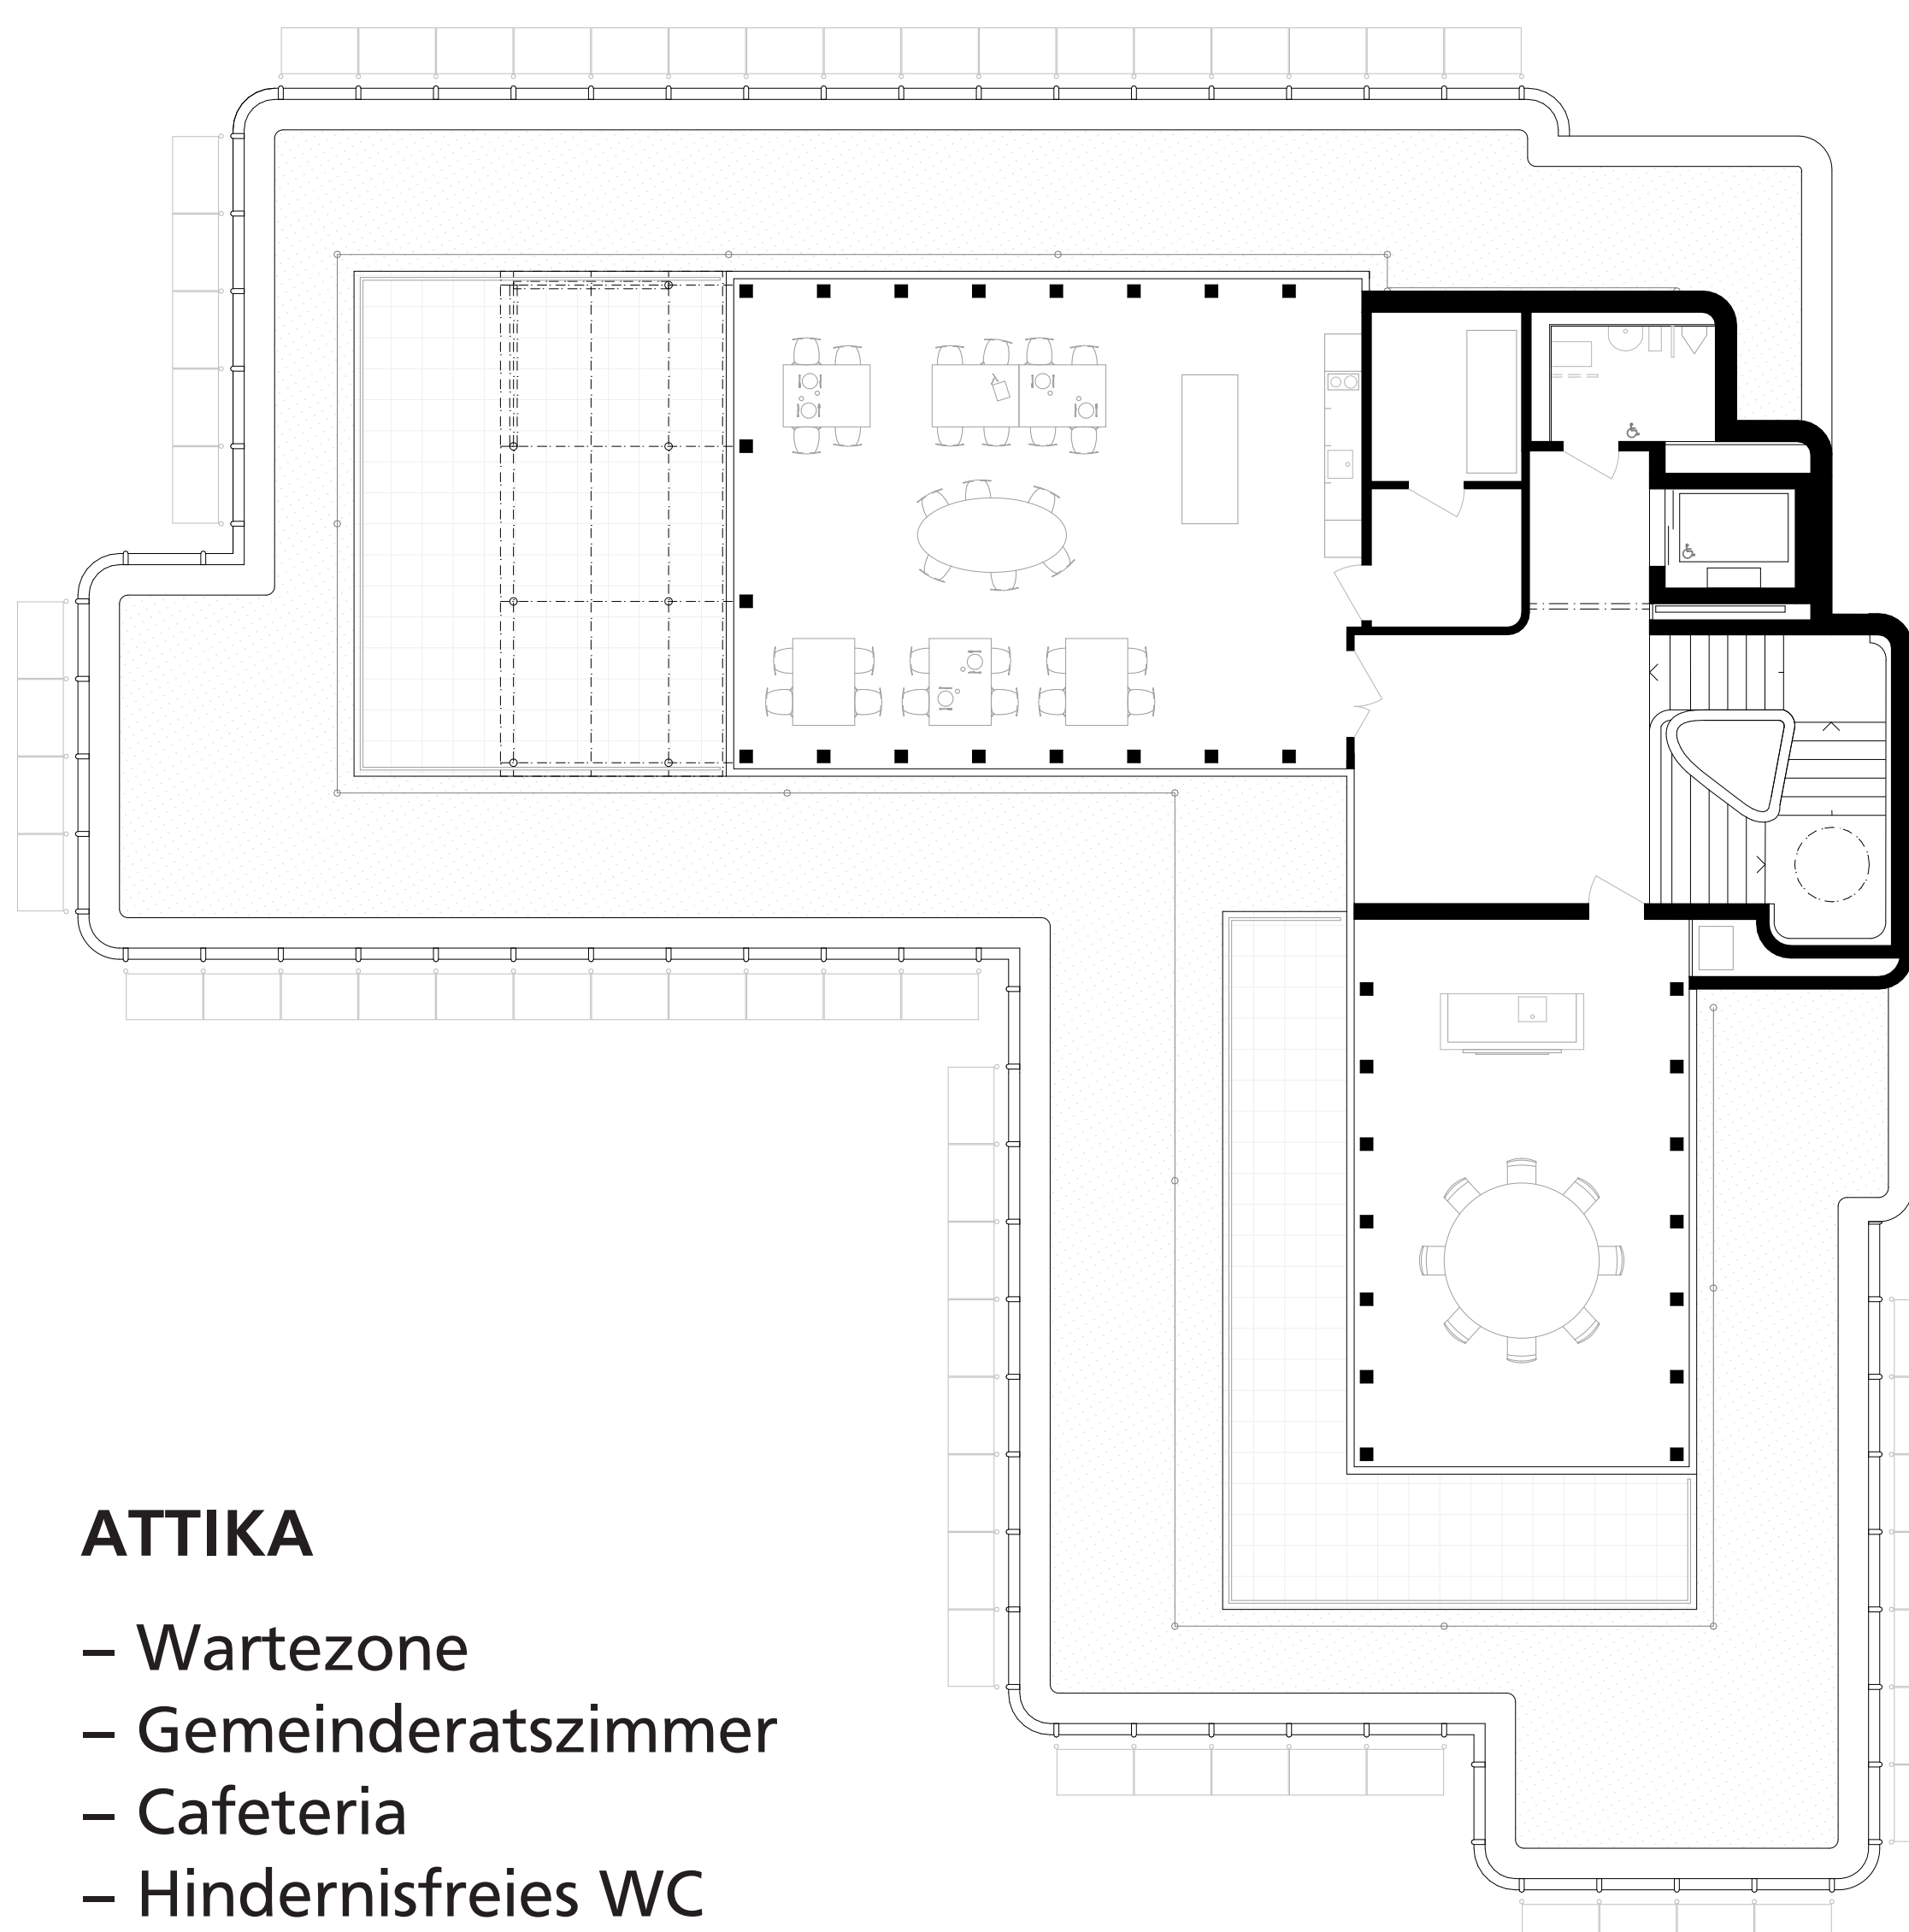 ATTIKA
– Wartezone
– Gemeinderatszimmer
– Cafeteria
– Hindernisfreies WC